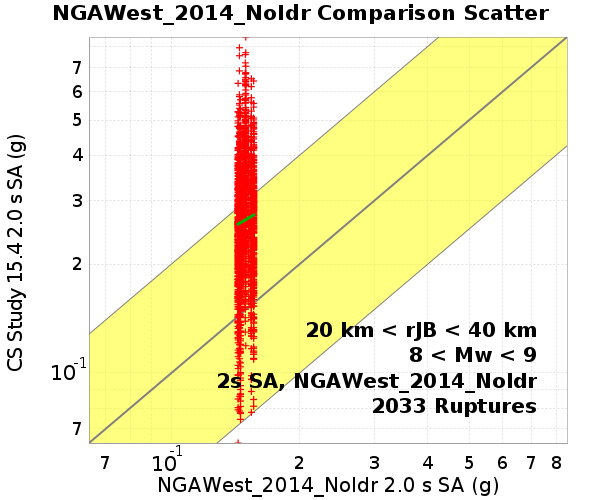 NGAWest_2014_NoIdr Comparison Scatter
CS Study 15.4 2.0 s SA (g)
7
6
5
4
3
2
10-1
7
20 km < rJB < 40 km
8 < Mw < 9
2s SA, NGAWest_2014_NoIdr
2033 Ruptures
7 10-1 2 3 4 5 6 7 8
NGAWest_2014_NoIdr 2.0 s SA (g)